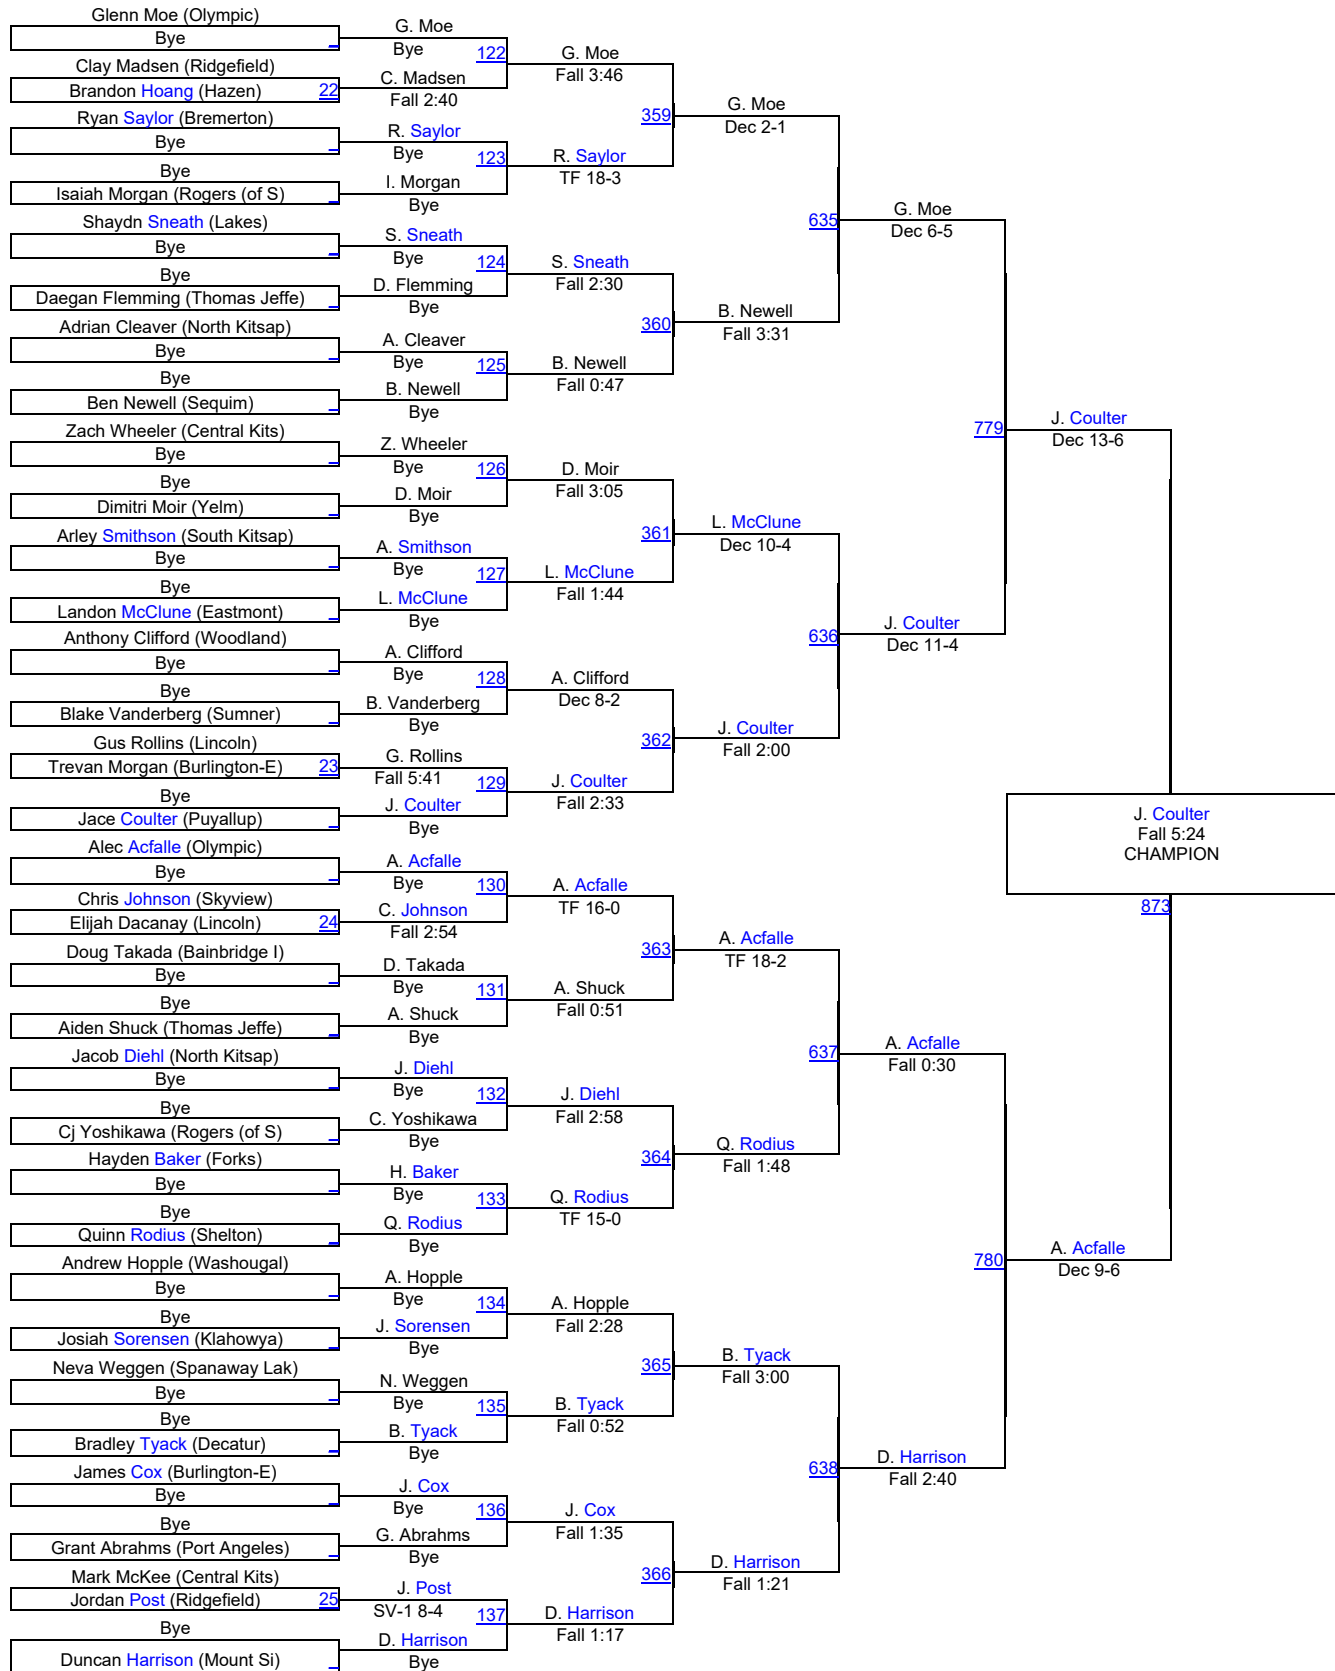 Glenn Moe (Olympic)
Bye
Clay Madsen (Ridgefield)
Brandon Hoang (Hazen) 22
Ryan Saylor (Bremerton)
Bye
Bye
Isaiah Morgan (Rogers (of S)
Shaydn Sneath (Lakes)
Bye
Bye
Daegan Flemming (Thomas Jeffe)
Adrian Cleaver (North Kitsap)
Bye
Bye
Ben Newell (Sequim)
Zach Wheeler (Central Kits)
Bye
Bye
Dimitri Moir (Yelm)
Arley Smithson (South Kitsap)
Bye
Bye
Landon McClune (Eastmont)
Anthony Clifford (Woodland)
Bye
Bye
Blake Vanderberg (Sumner)
Gus Rollins (Lincoln)
Trevan Morgan (Burlington-E) 23
Bye
Jace Coulter (Puyallup)
Alec Acfalle (Olympic)
Bye
Chris Johnson (Skyview)
Elijah Dacanay (Lincoln) 24
Doug Takada (Bainbridge I)
Bye
Bye
Aiden Shuck (Thomas Jeffe)
Jacob Diehl (North Kitsap)
Bye
Bye
Cj Yoshikawa (Rogers (of S)
Hayden Baker (Forks)
Bye
Bye
Quinn Rodius (Shelton)
Andrew Hopple (Washougal)
Bye
Bye
Josiah Sorensen (Klahowya)
Neva Weggen (Spanaway Lak)
Bye
Bye
Bradley Tyack (Decatur)
James Cox (Burlington-E)
Bye
Bye
Grant Abrahms (Port Angeles)
Mark McKee (Central Kits)
Jordan Post (Ridgefield) 25
Bye
Duncan Harrison (Mount Si)
G. Moe
Bye
122
C. Madsen
Fall 2:40
R. Saylor
Bye
123
I. Morgan
Bye
S. Sneath
Bye
124
D. Flemming
Bye
A. Cleaver
Bye
125
B. Newell
Bye
Z. Wheeler
Bye
126
D. Moir
Bye
A. Smithson
Bye
127
L. McClune
Bye
A. Clifford
Bye
128
B. Vanderberg
Bye
G. Rollins
Fall 5:41
129
J. Coulter
Bye
A. Acfalle
Bye
130
C. Johnson
Fall 2:54
D. Takada
Bye
131
A. Shuck
Bye
J. Diehl
Bye
132
C. Yoshikawa
Bye
H. Baker
Bye
133
Q. Rodius
Bye
A. Hopple
Bye
134
J. Sorensen
Bye
N. Weggen
Bye
135
B. Tyack
Bye
J. Cox
Bye
136
G. Abrahms
Bye
J. Post
SV-1 8-4
137
D. Harrison
Bye
G. Moe
Fall 3:46
359
R. Saylor
TF 18-3
S. Sneath
Fall 2:30
360
B. Newell
Fall 0:47
D. Moir
Fall 3:05
361
L. McClune
Fall 1:44
A. Clifford
Dec 8-2
362
J. Coulter
Fall 2:33
A. Acfalle
TF 16-0
363
A. Shuck
Fall 0:51
J. Diehl
Fall 2:58
364
Q. Rodius
TF 15-0
A. Hopple
Fall 2:28
365
B. Tyack
Fall 0:52
J. Cox
Fall 1:35
366
D. Harrison
Fall 1:17
G. Moe
Dec 2-1
635
B. Newell
Fall 3:31
L. McClune
Dec 10-4
636
J. Coulter
Fall 2:00
A. Acfalle
TF 18-2
637
Q. Rodius
Fall 1:48
B. Tyack
Fall 3:00
638
D. Harrison
Fall 1:21
G. Moe
Dec 6-5
779
J. Coulter
Dec 11-4
A. Acfalle
Fall 0:30
780
D. Harrison
Fall 2:40
J. Coulter
Dec 13-6
J. Coulter
Fall 5:24
CHAMPION
873
A. Acfalle
Dec 9-6